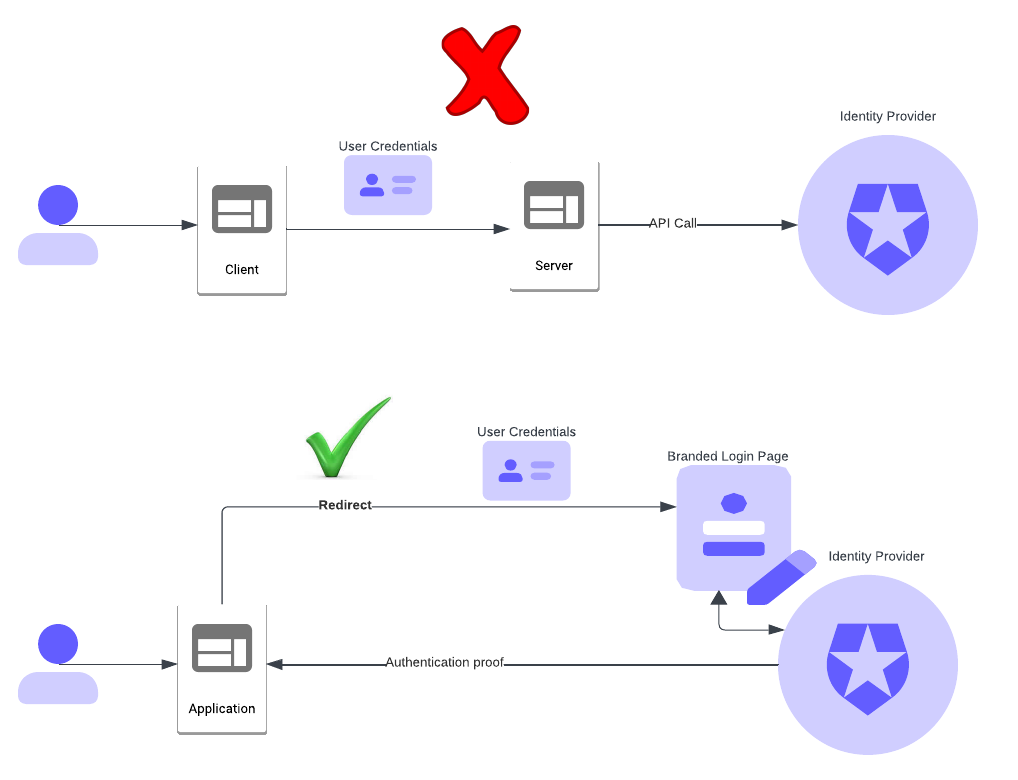 Identity Provider
User Credentials
API Call
Client
Server
User Credentials
Branded Login Page
Redirect
Identity Provider
Authentication proof
Application